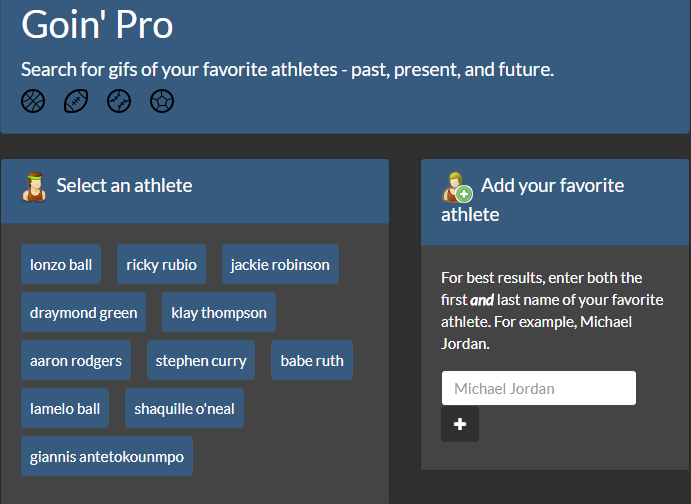 Goin' Pro
Search for gifs of your favorite athletes - past, present, and future.
Select an athlete
lonzo ball
ricky rubio
jackie robinson
draymond green
klay thompson
aaron rodgers
stephen curry
babe ruth
lamelo ball
shaquille o'neal
giannis antetokounmpo
Add your favorite
athlete
For best results, enter both the
first and last name of your favorite
athlete. For example, Michael
Jordan.
Michael Jordan